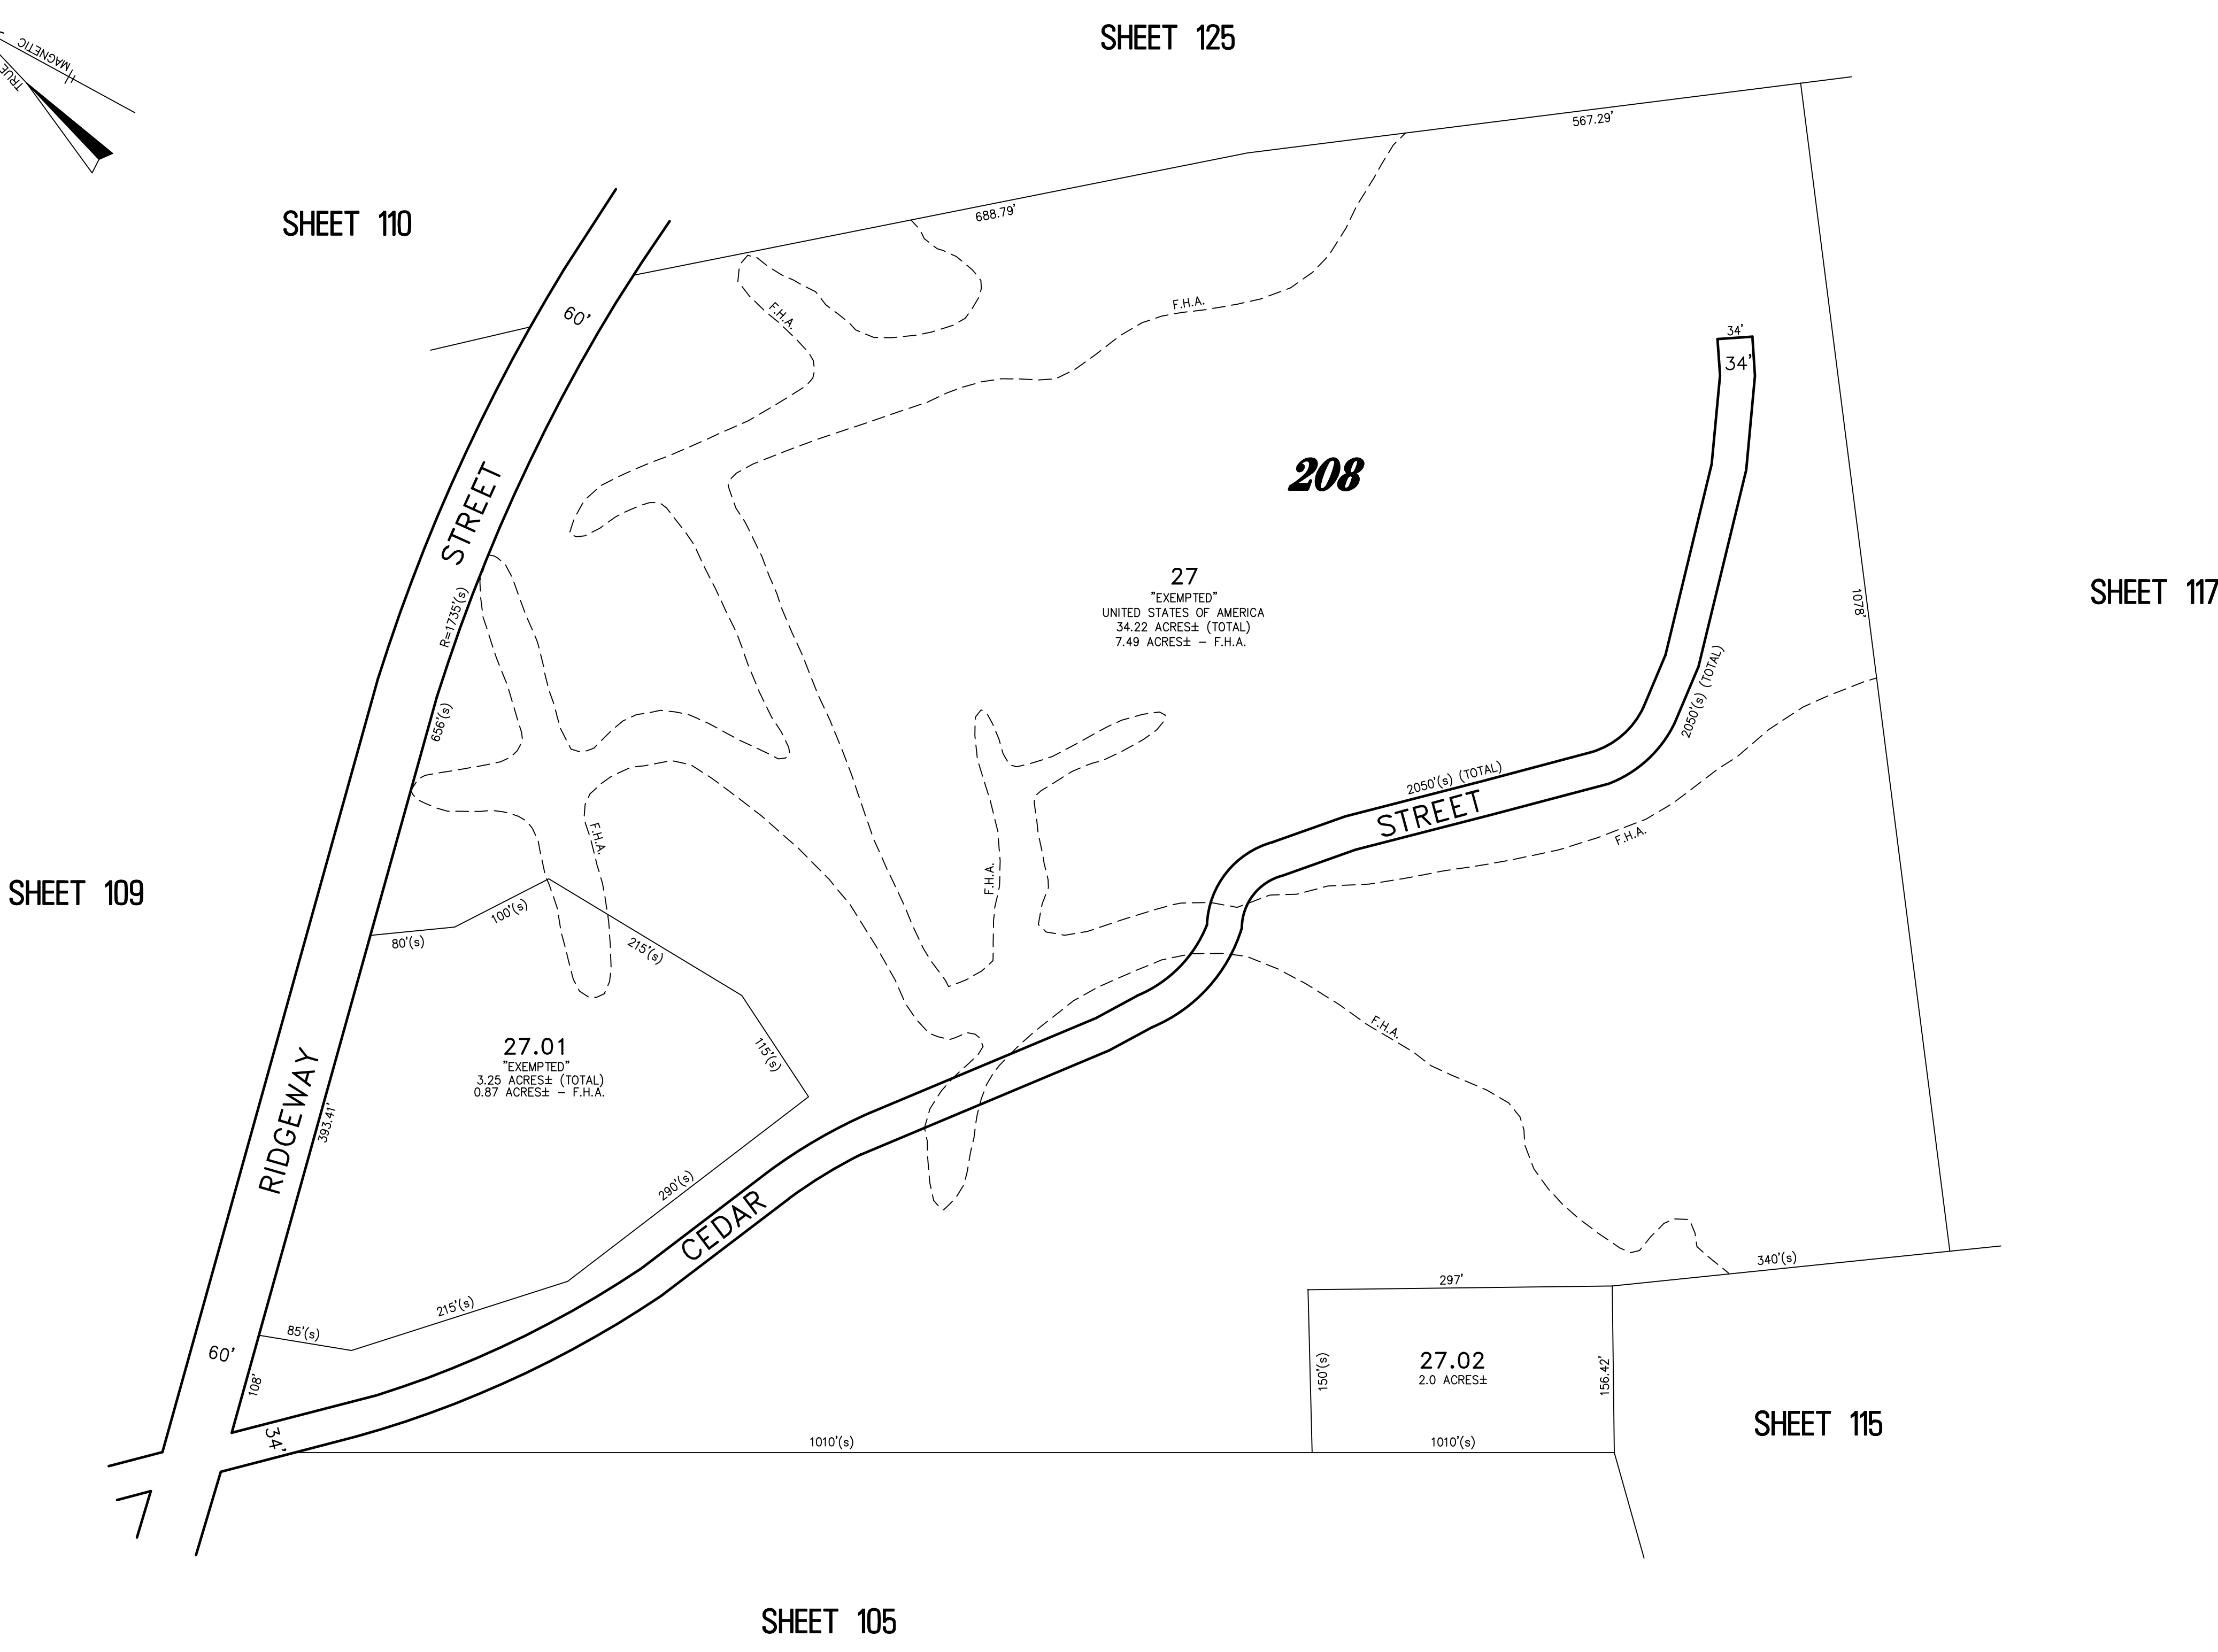 SHEET 125
MAGNETIC
TRUE
567.29'
SHEET 110
688.79'
60'
F.H.A.
F.H.A.
34'
34'
208
STREET
27
"EXEMPTED"
UNITED STATES OF AMERICA
34.22 ACRES± (TOTAL)
7.49 ACRES± – F.H.A.
SHEET 117
1078'
R=1735'(s)
656'(s)
2050'(s) (TOTAL)
2050'(s) (TOTAL)
STREET
F.H.A.
F.H.A.
F.H.A.
SHEET 109
80'(s)
100'(s)
215'(s)
115'(s)
F.H.A.
27.01
"EXEMPTED"
3.25 ACRES± (TOTAL)
0.87 ACRES± – F.H.A.
RIDGEWAY
393.41'
290'(s)
CEDAR
215'(s)
85'(s)
60'
108'
34'
297'
340'(s)
150'(s)
27.02
2.0 ACRES±
156.42'
SHEET 115
1010'(s)
1010'(s)
SHEET 105